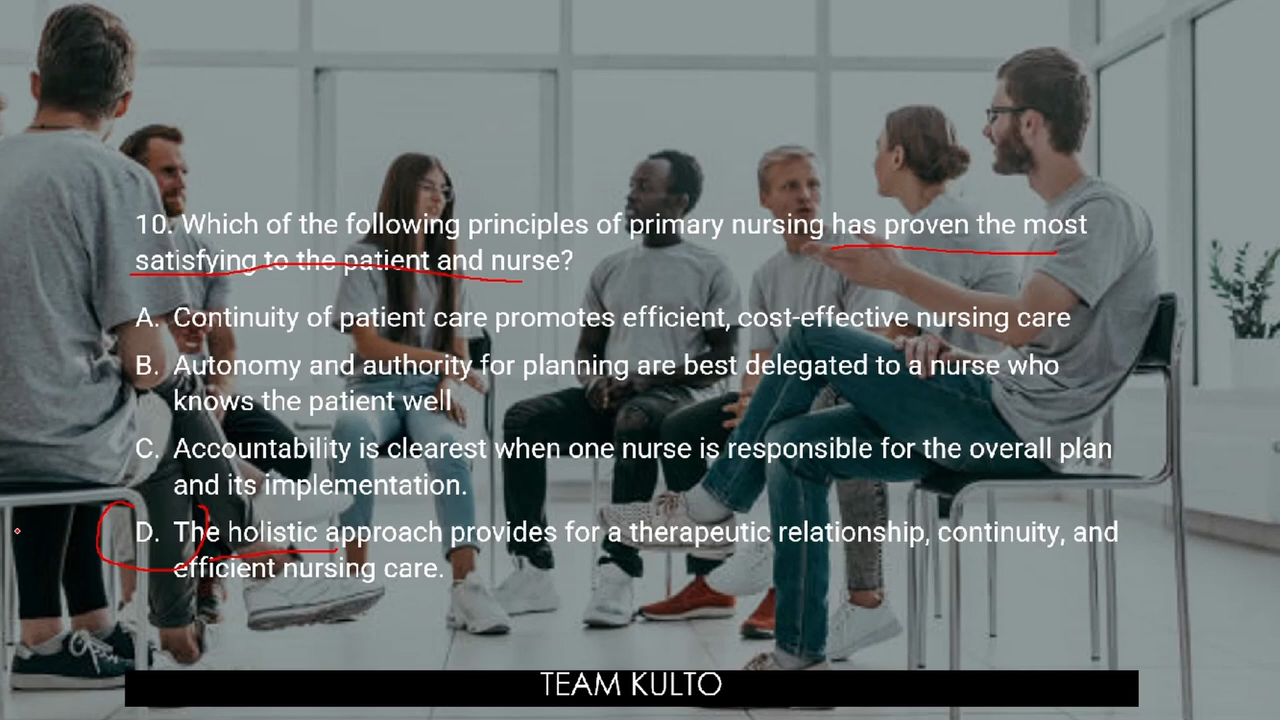 10. Which of the following principles of primary nursing has proven the most
satisfying to the patient and nurse?
A. Continuity of patient care promotes efficient, cost-effective nursing care
B. Autonomy and authority for planning are best delegated to a nurse who
knows the patient well
C. Accountability is clearest when one nurse is responsible for the overall plan
and its implementation.
D. The holistic approach provides for a therapeutic relationship, continuity, and
efficient nursing care.
TEAM KULTO